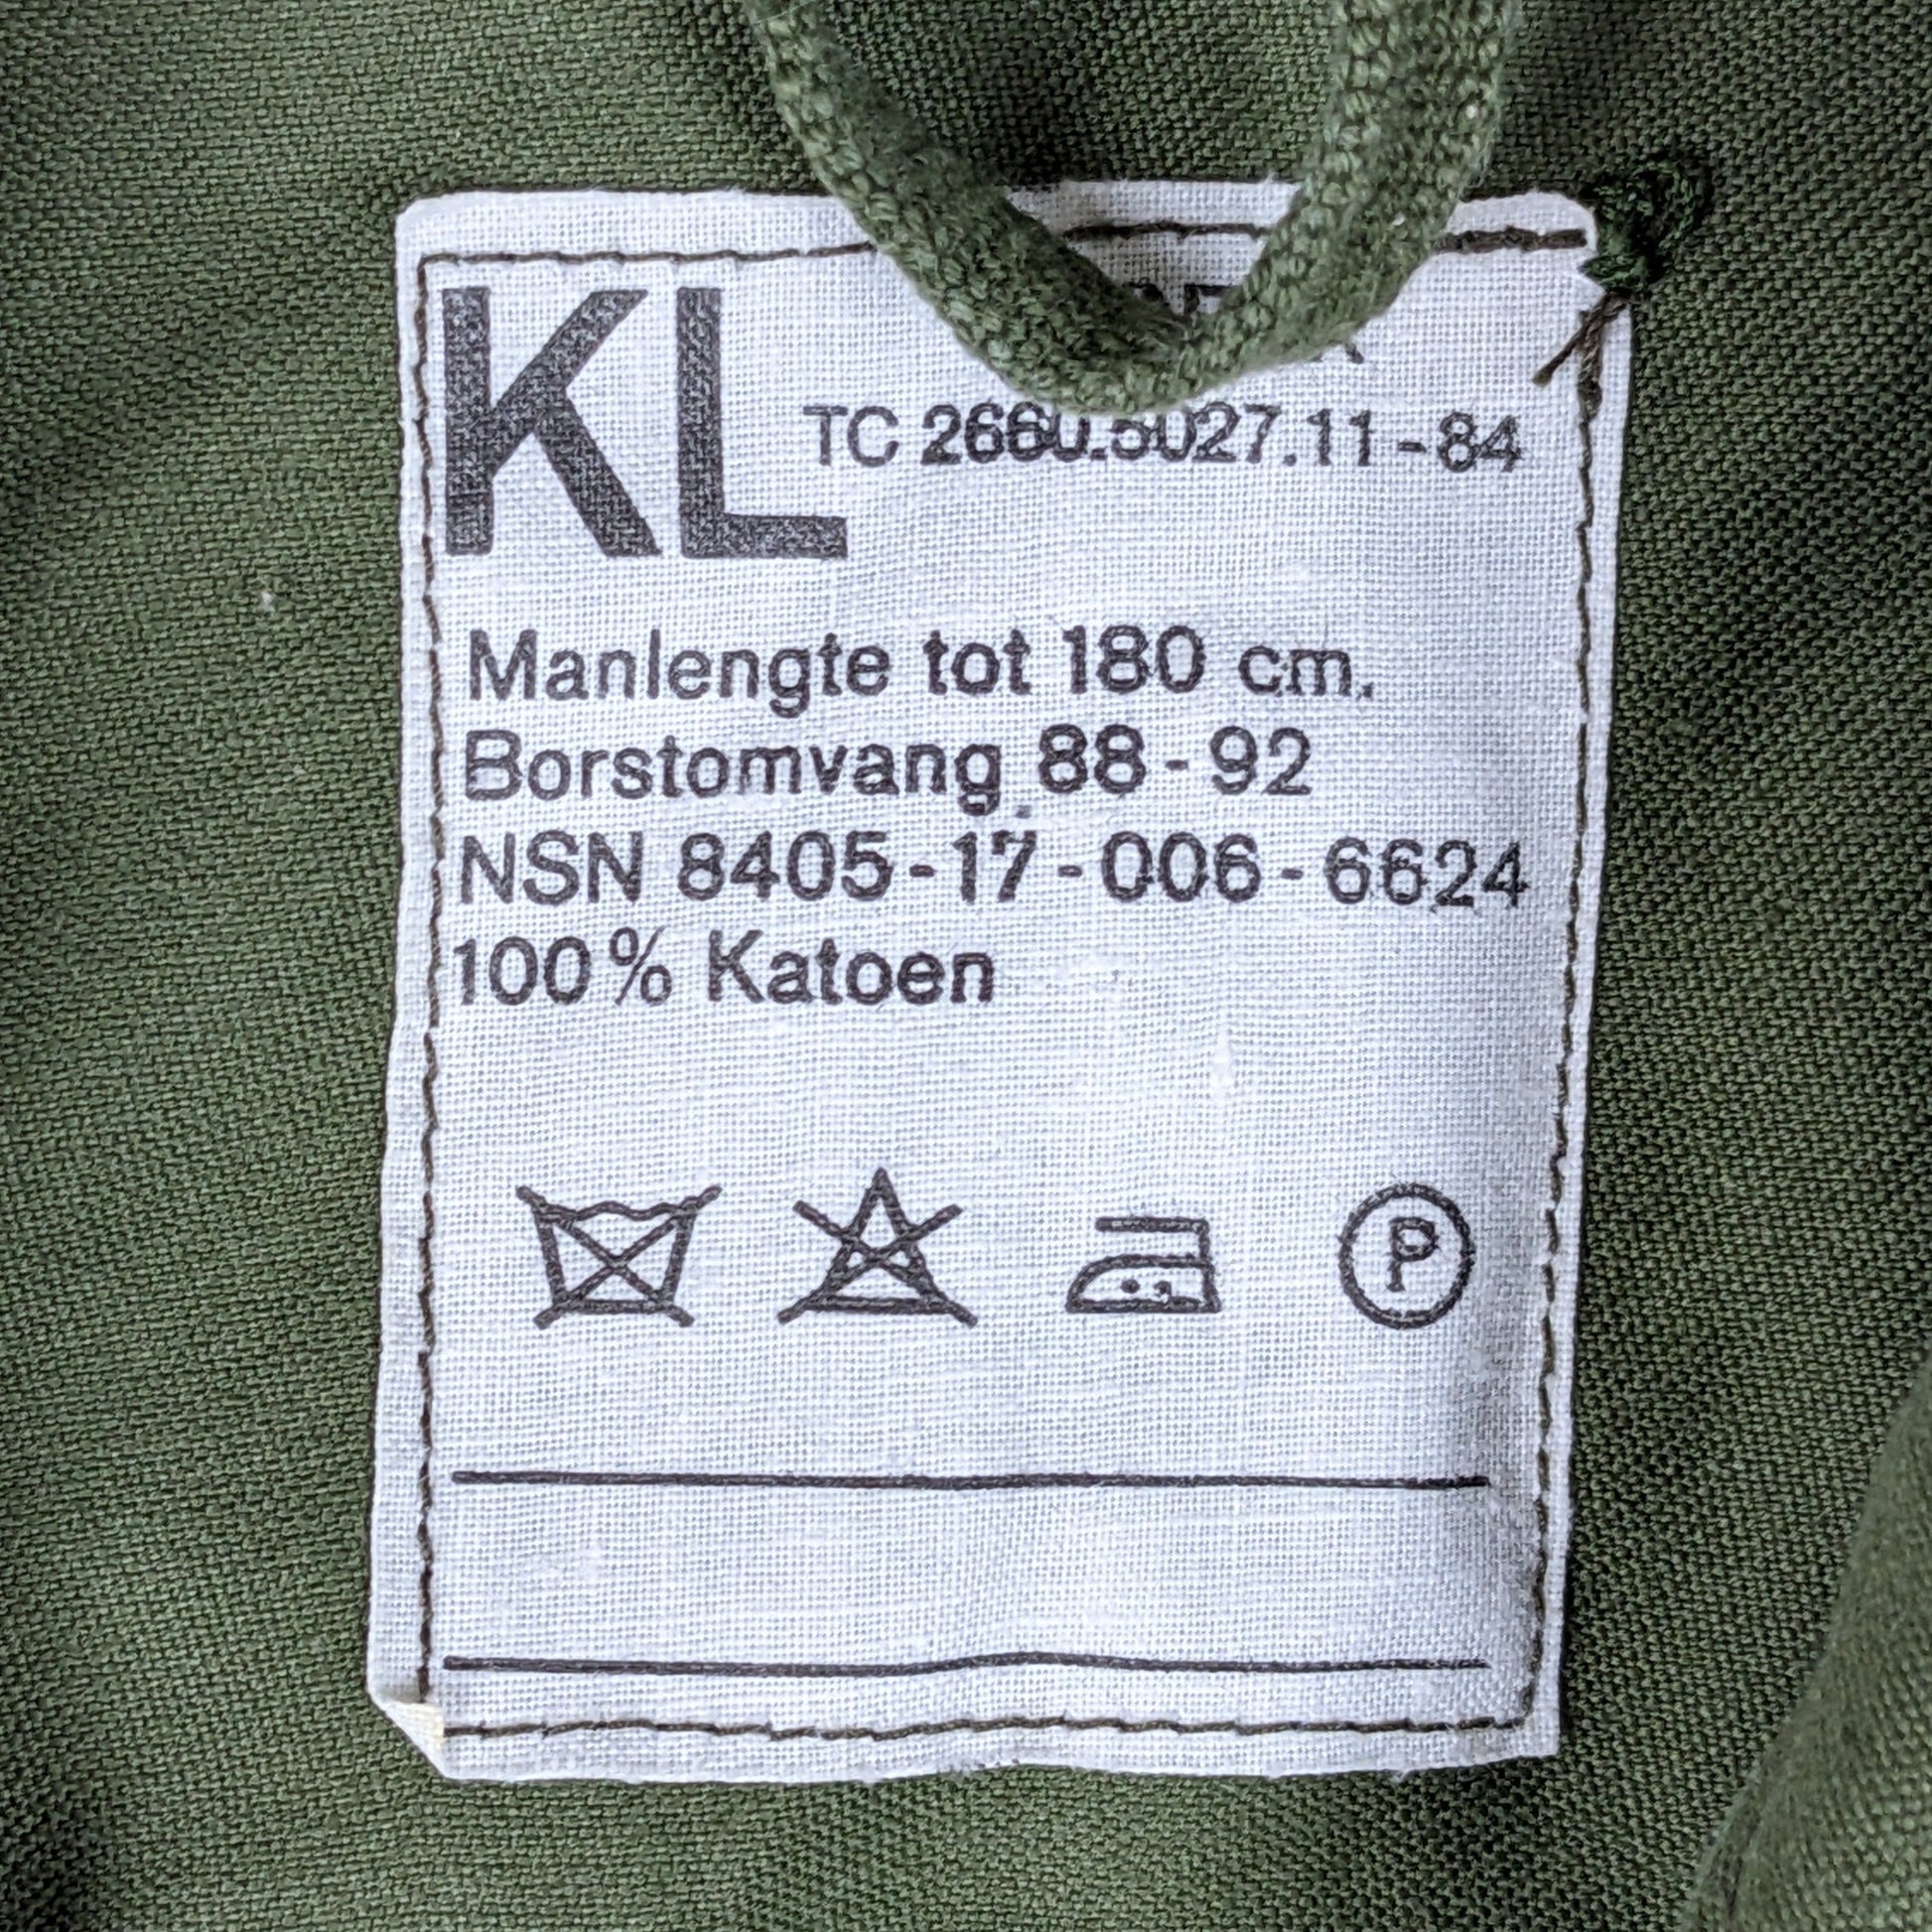 KL
TC 2660.5027.11-84
Manlengte tot 180 cm.
Borstomvang 88-92
NSN 8405-17-006-6624
100% Katoen
P